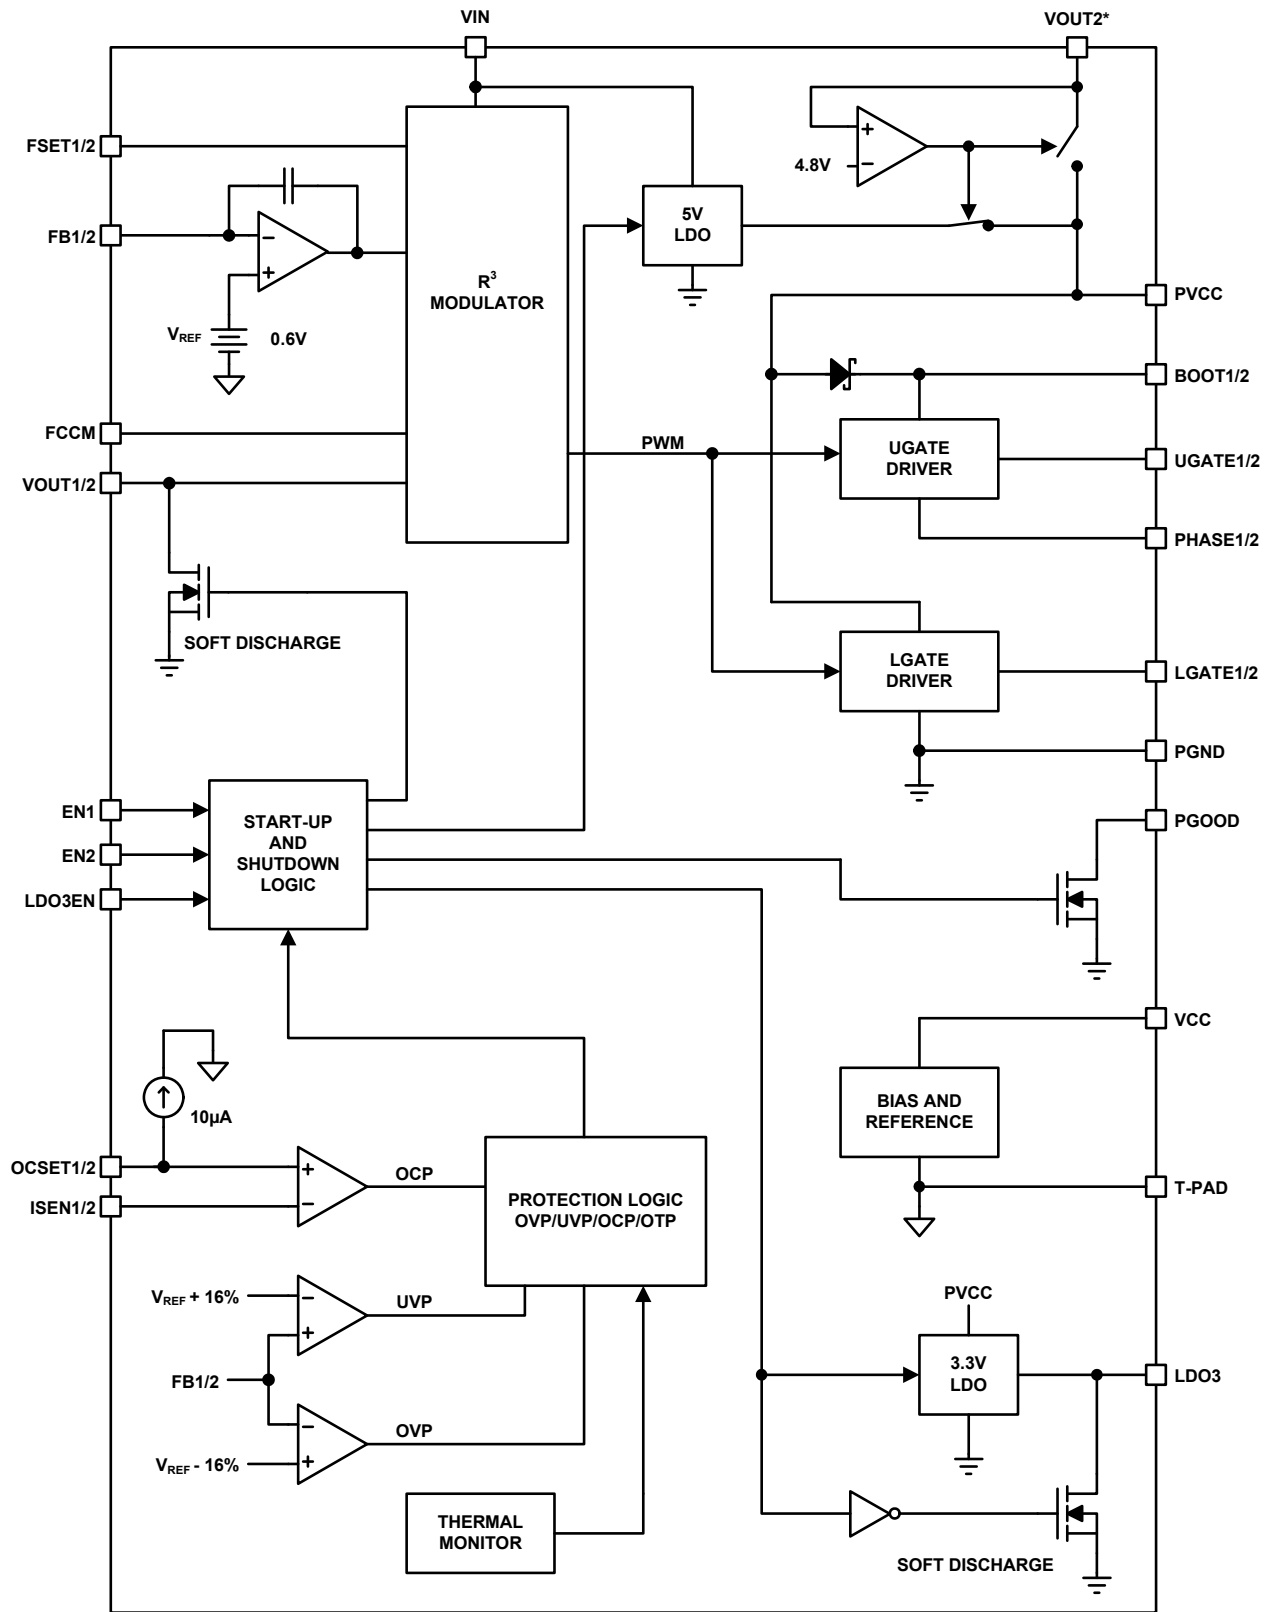 VIN
VOUT2*
FSET1/2
+
4.8V
−
5V
LDO
FB1/2
−
+
R³
MODULATOR
PVCC
VREF
0.6V
BOOT1/2
FCCM
PWM
UGATE
DRIVER
UGATE1/2
VOUT1/2
PHASE1/2
SOFT DISCHARGE
LGATE
DRIVER
LGATE1/2
PGND
EN1
START-UP
AND
SHUTDOWN
LOGIC
PGOOD
EN2
LDO3EN
VCC
10µA
BIAS AND
REFERENCE
OCSET1/2
+
OCP
ISEN1/2
−
PROTECTION LOGIC
OVP/UVP/OCP/OTP
T-PAD
VREF + 16%
−
UVP
+
PVCC
FB1/2
3.3V
LDO
LDO3
−
OVP
VREF - 16%
+
THERMAL
MONITOR
SOFT DISCHARGE